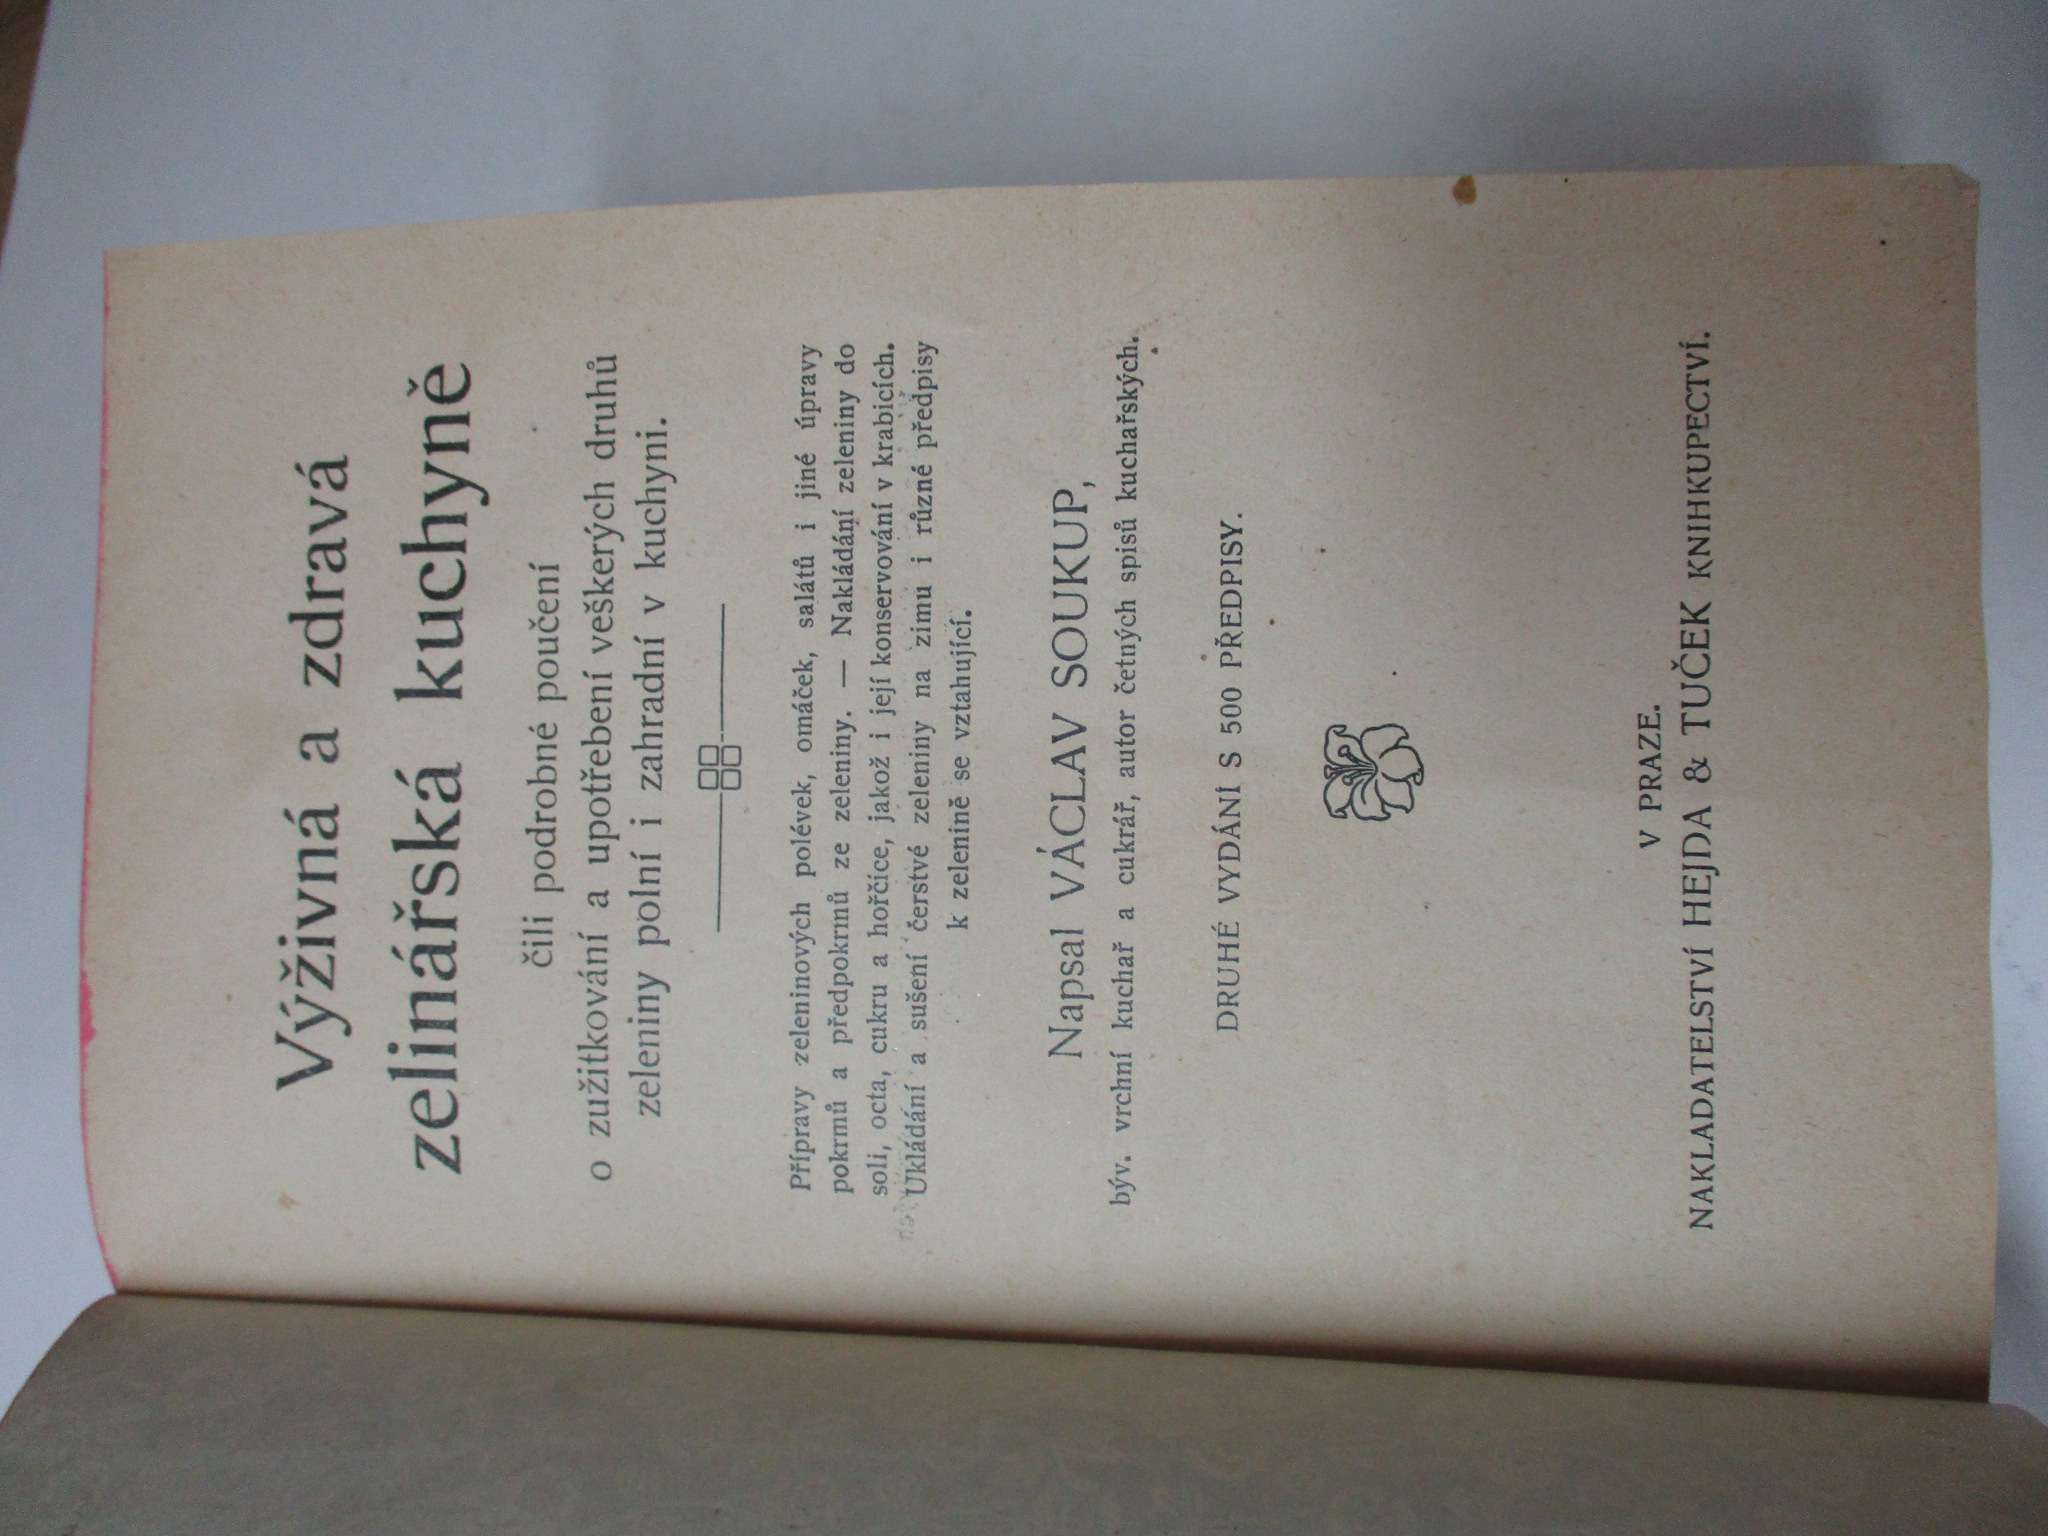 Výživná a zdravá
zelinářská kuchyně
čili podrobné poučení
o zužitkování a upotřebení veškerých druhů
zeleniny polní i zahradní v kuchyni.
Přípravy zeleninových polévek, omáček, salátů i jiné úpravy
pokrmů a předpokrmů ze zeleniny. — Nakládání zeleniny do
soli, octa, cukru a hořčice, jakož i její konservování v krabicích.
Ukládání a sušení čerstvé zeleniny na zimu i různé předpisy
k zelenině se vztahující.
Napsal VÁCLAV SOUKUP,
býv. vrchní kuchař a cukrář, autor četných spisů kuchařských.
DRUHÉ VYDÁNÍ S 500 PŘEDPISY.
V PRAZE.
NAKLADATELSTVÍ HEJDA & TUČEK KNIHKUPECTVÍ.